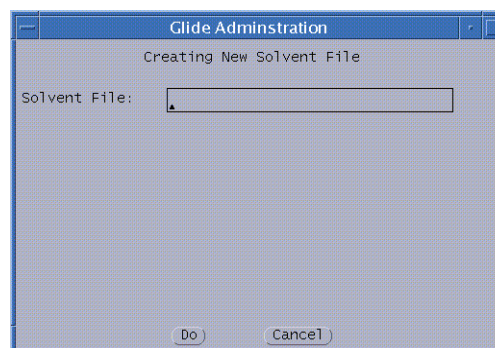 Glide Adminstration
Creating New Solvent File
Solvent File:
Do Cancel